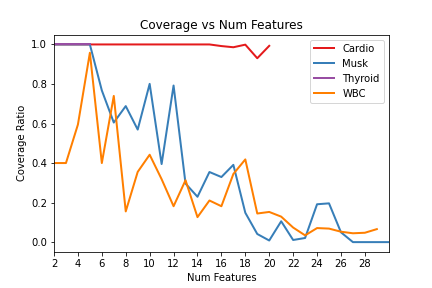 Coverage vs Num Features
Coverage Ratio
1.0
0.8
0.6
0.4
0.2
0.0
Cardio
Musk
Thyroid
WBC
2 4 6 8 10 12 14 16 18 20 22 24 26 28
Num Features